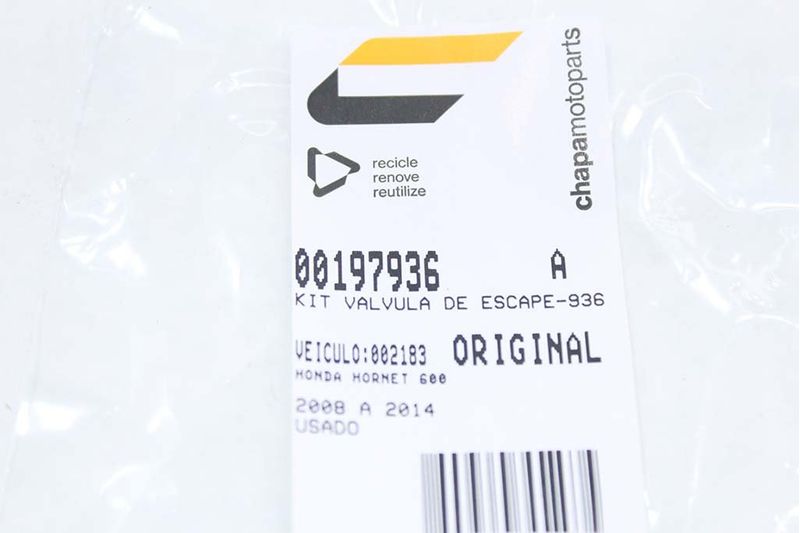 chapamotoparts
recicle
renove
reutilize
00197936 A
KIT VALVULA DE ESCAPE-936
VEICULO:002183 ORIGINAL
HONDA HORNET 600
2008 A 2014
USADO